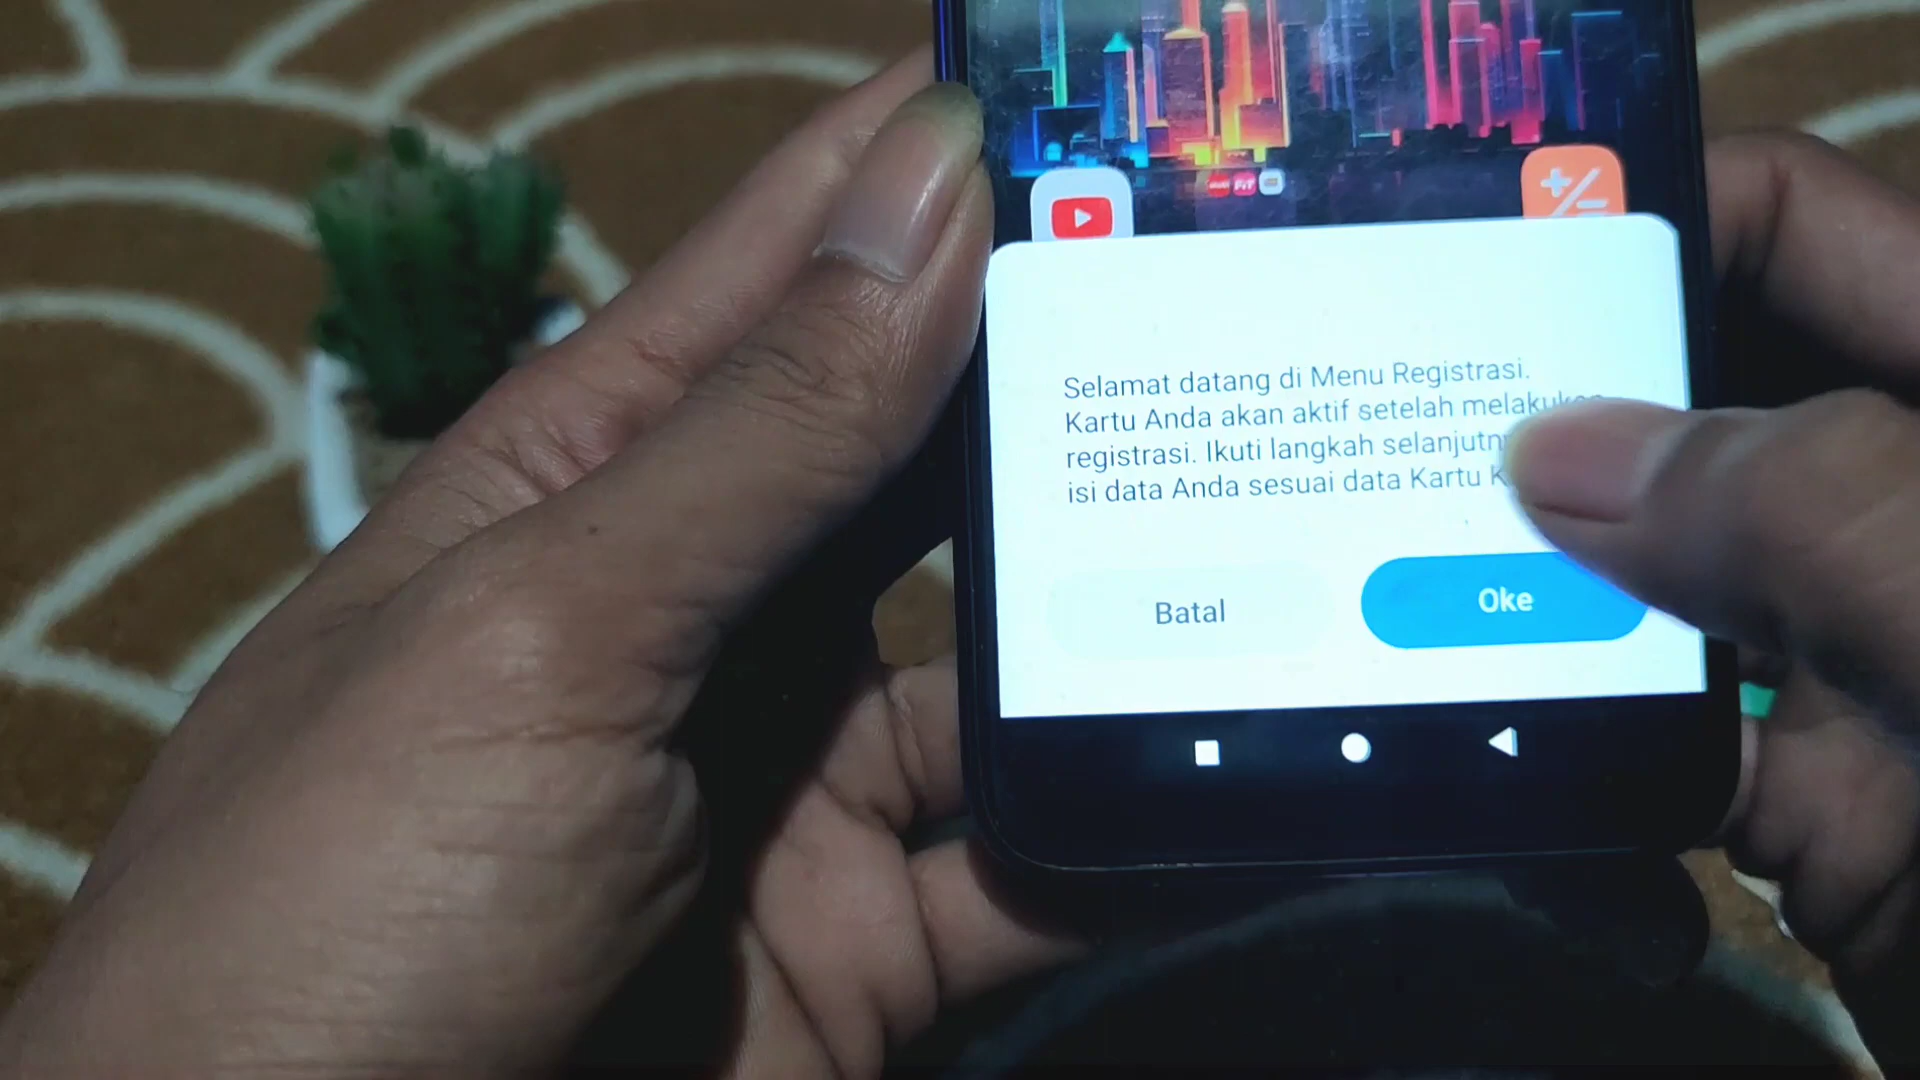 Selamat datang di Menu Registrasi.
Kartu Anda akan aktif setelah
registrasi. Ikuti langkah
isi data Anda sesuai data Kartu
Batal
Oke